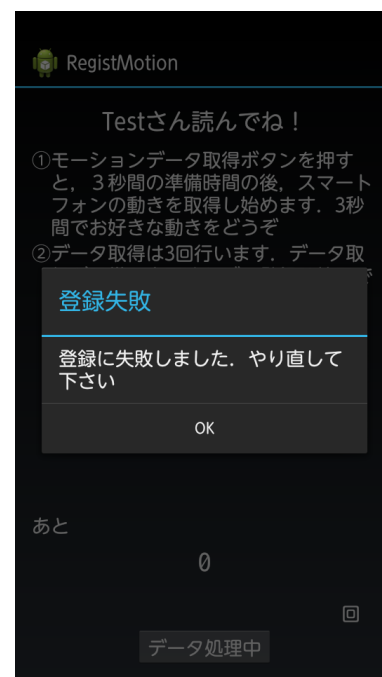 RegistMotion
Testさん読んでね！
①モーションデータ取得ボタンを押す
と，３秒間の準備時間の後，スマート
フォンの動きを取得し始めます．3秒
間でお好きな動きをどうぞ
②データ取得は3回行います．データ取
登録失敗
登録に失敗しました．やり直して
下さい
OK
あと
0
回
データ処理中